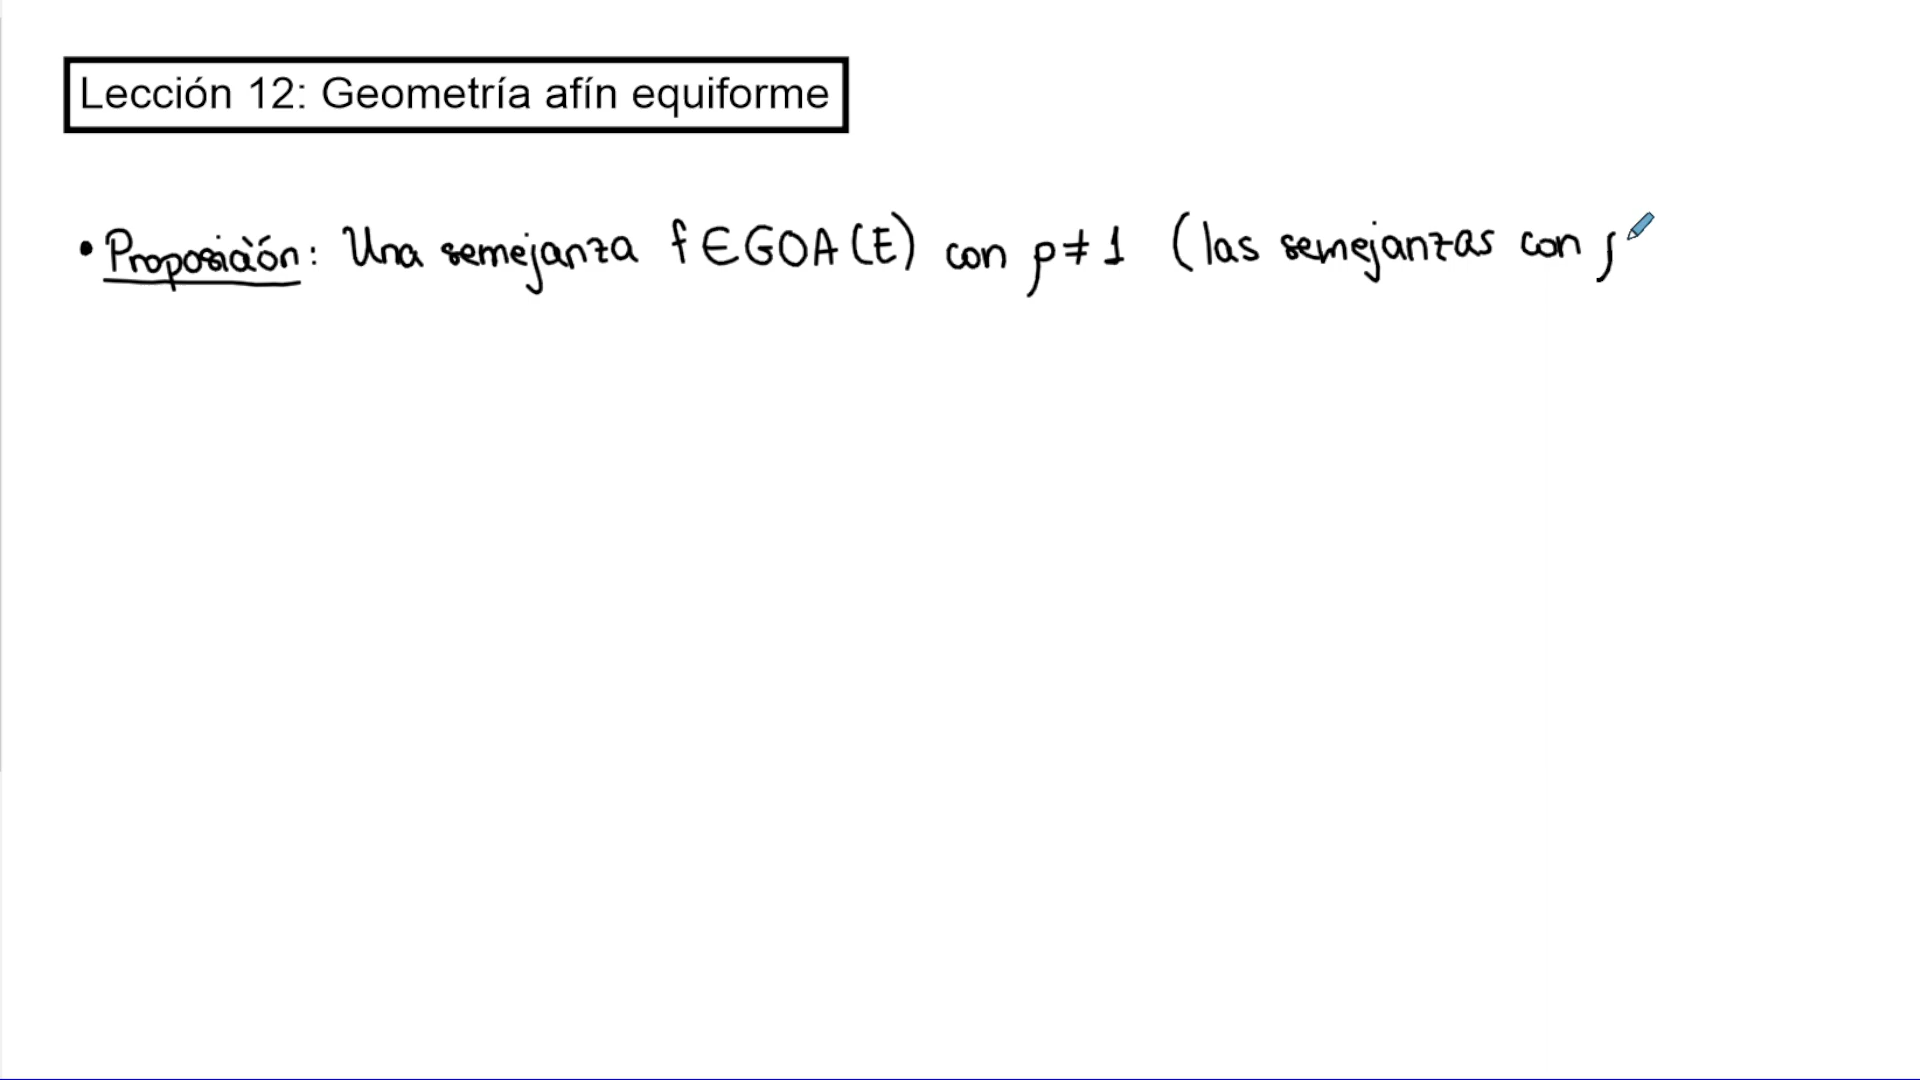 Lección 12: Geometría afín equiforme
• Proposición: Una semejanza f∈GOA(E) con ρ≠1 (las semejanzas con